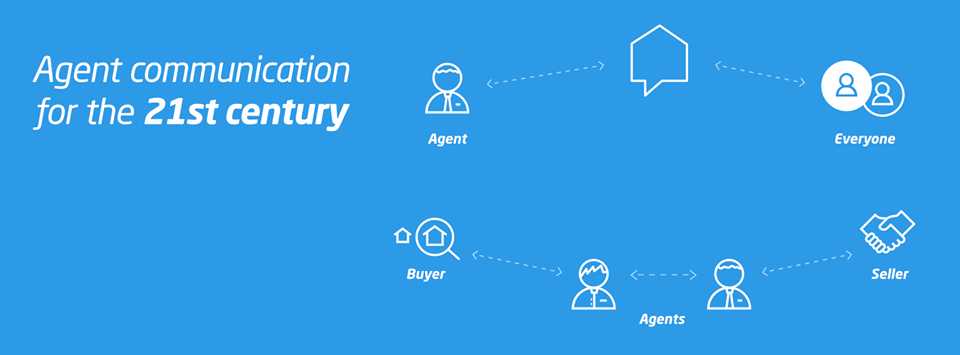 Agent communication
for the 21st century
Agent
Everyone
Buyer
Seller
Agents